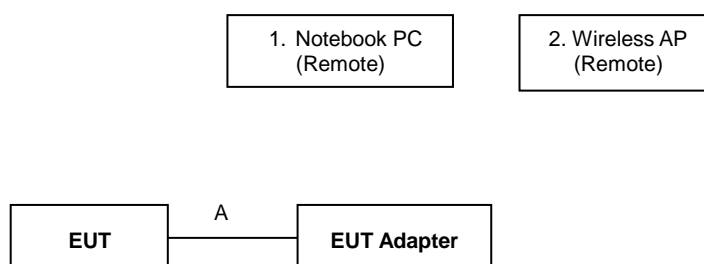 1. Notebook PC
(Remote)
2. Wireless AP
(Remote)
A
EUT
EUT Adapter